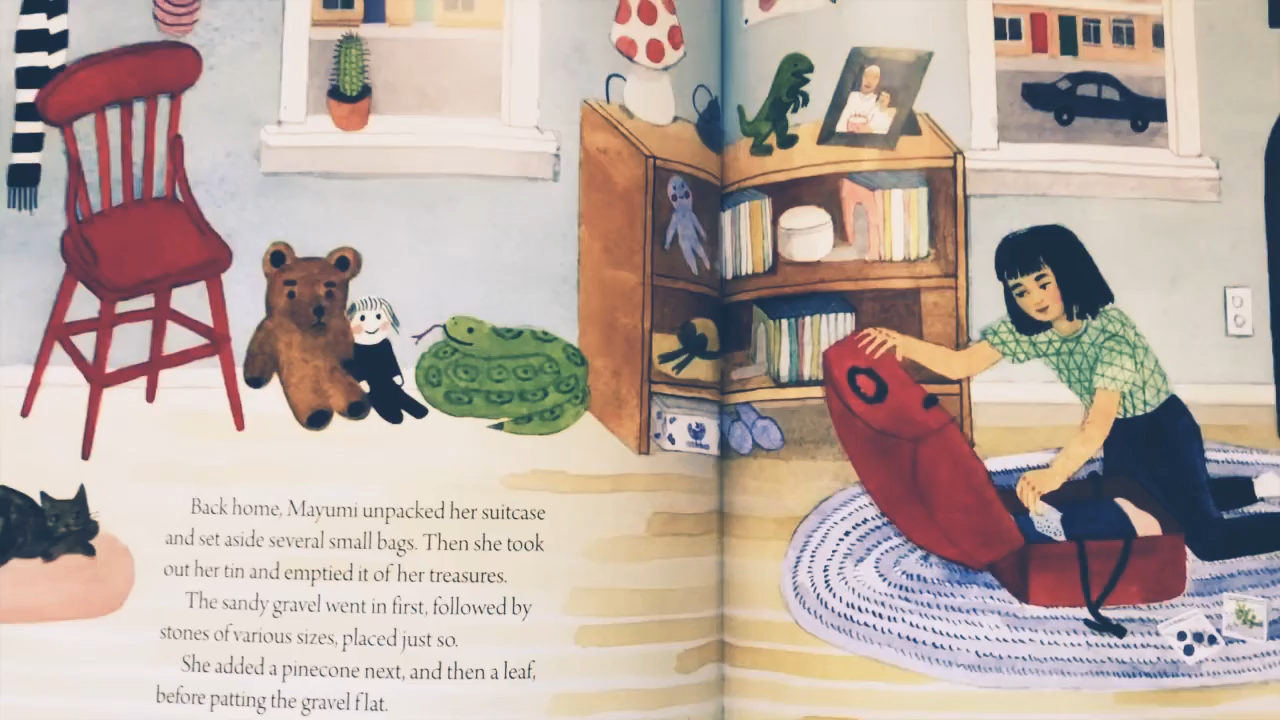 Back home, Mayumi unpacked her suitcase
and set aside several small bags. Then she took
out her tin and emptied it of her treasures.
The sandy gravel went in first, followed by
stones of various sizes, placed just so.
She added a pinecone next, and then a leaf,
before patting the gravel flat.